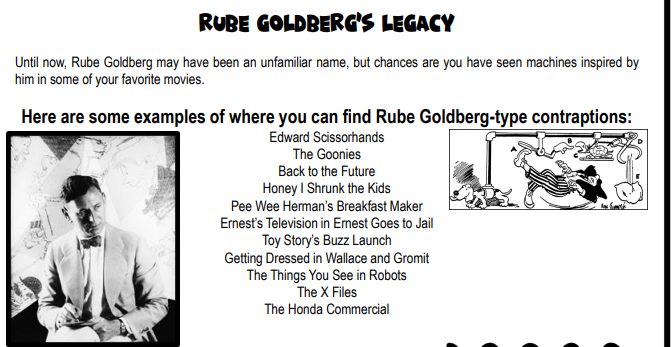 RUBE GOLDBERG'S LEGACY
Until now, Rube Goldberg may have been an unfamiliar name, but chances are you have seen machines inspired by
him in some of your favorite movies.
Here are some examples of where you can find Rube Goldberg-type contraptions:
Edward Scissorhands
The Goonies
Back to the Future
Honey I Shrunk the Kids
Pee Wee Herman's Breakfast Maker
Ernest's Television in Ernest Goes to Jail
Toy Story's Buzz Launch
Getting Dressed in Wallace and Gromit
The Things You See in Robots
The X Files
The Honda Commercial
A
B
C
D
E